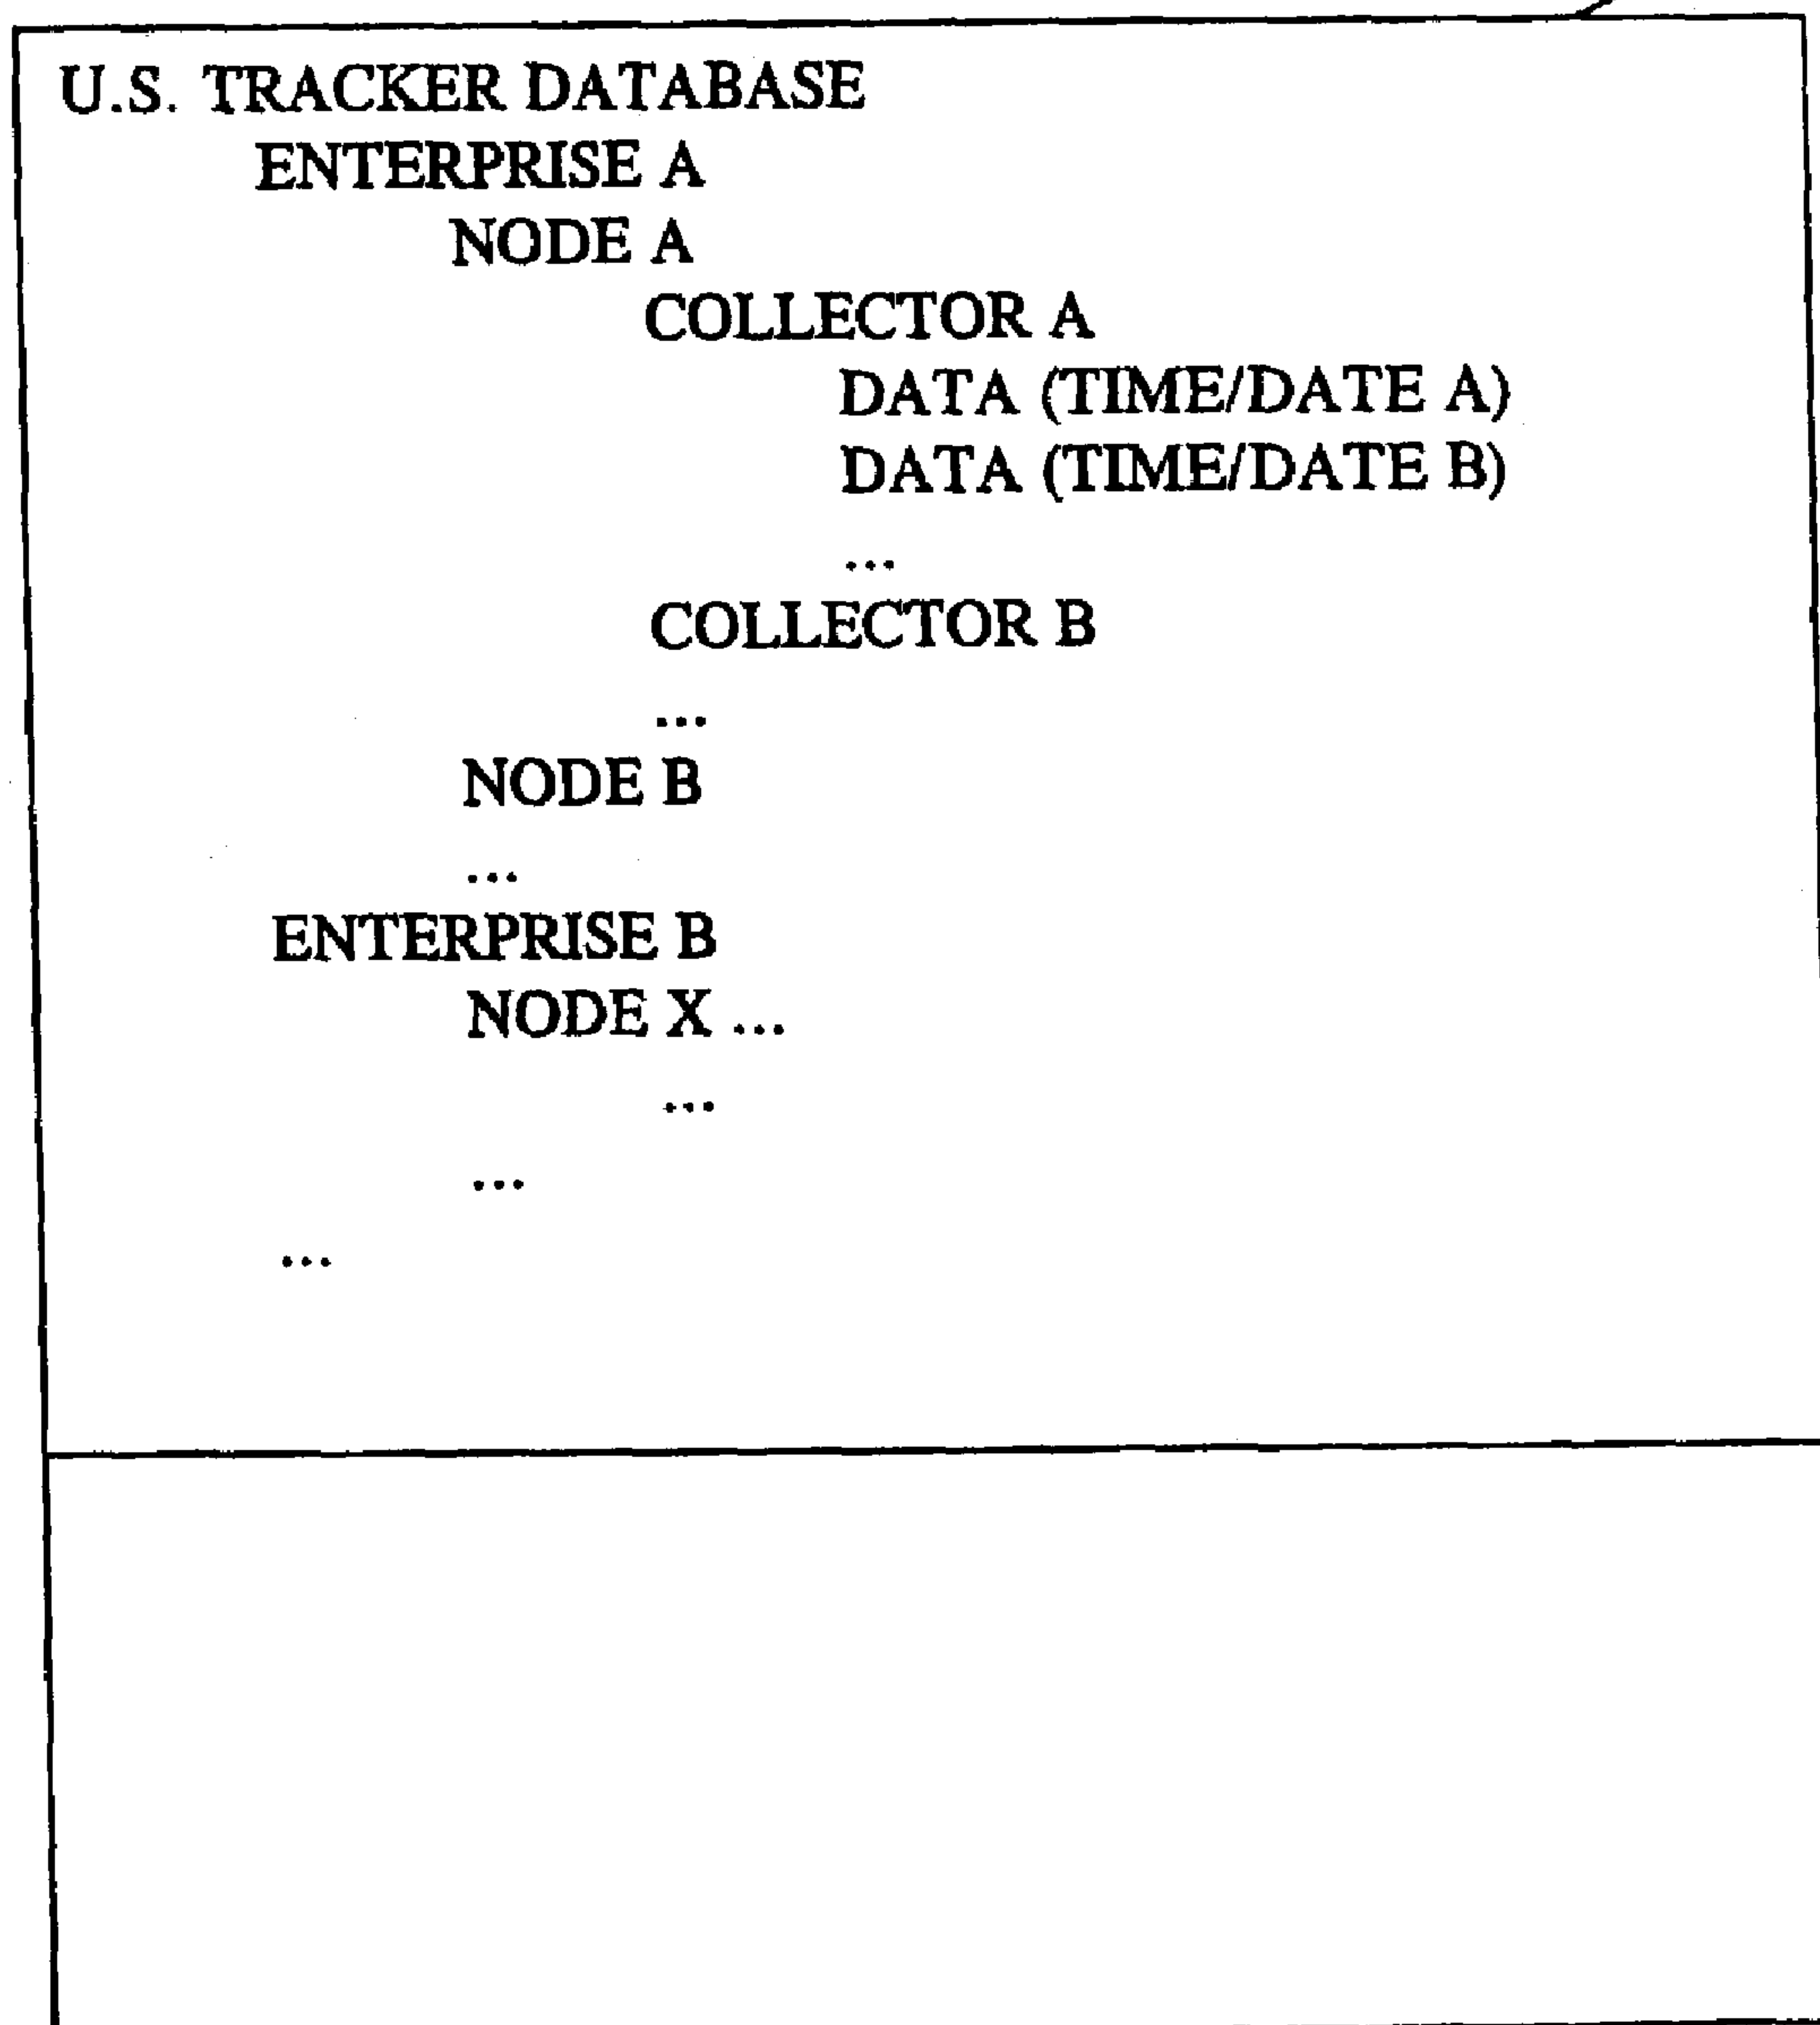 U.S. TRACKER DATABASE
ENTERPRISE A
NODE A
COLLECTOR A
DATA (TIME/DATE A)
DATA (TIME/DATE B)
...
COLLECTOR B
...
NODE B
...
ENTERPRISE B
NODE X ...
...
...
...